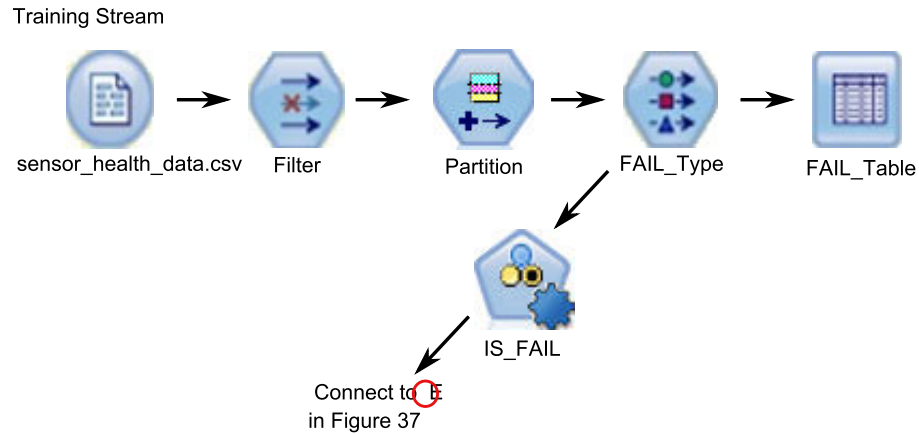 Training Stream
sensor_health_data.csv
Filter
Partition
FAIL_Type
FAIL_Table
IS_FAIL
Connect to E
in Figure 37